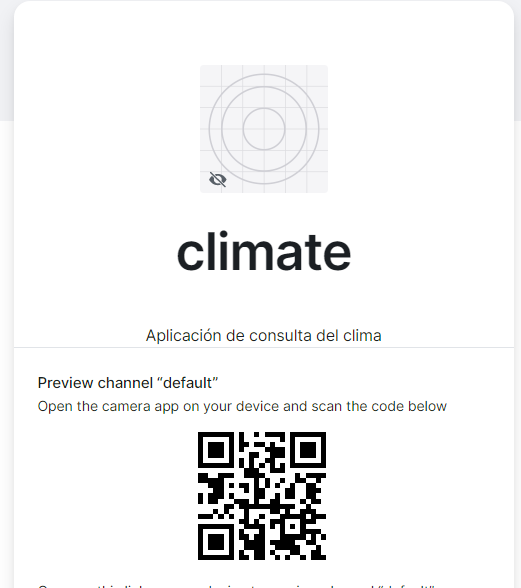 climate
Aplicación de consulta del clima
Preview channel “default”
Open the camera app on your device and scan the code below